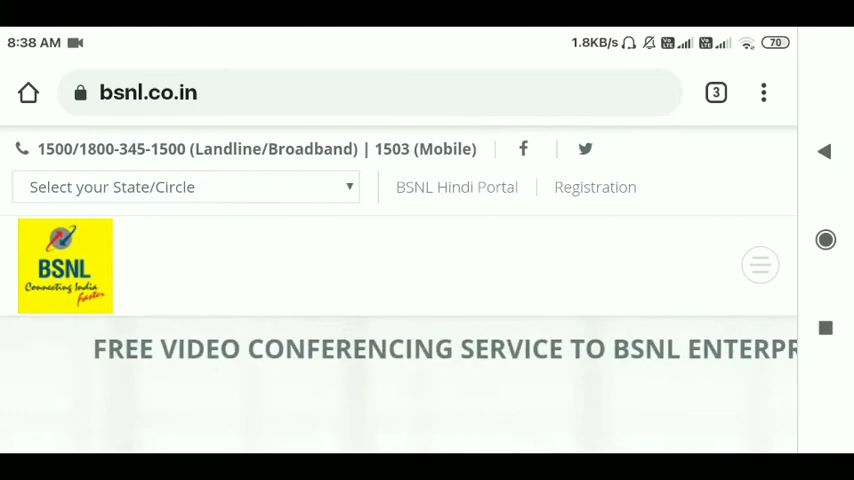 8:38 AM 1.8KB/s 70
bsnl.co.in 3
1500/1800-345-1500 (Landline/Broadband) | 1503 (Mobile)
Select your State/Circle BSNL Hindi Portal Registration
BSNL
Connecting India
faster
FREE VIDEO CONFERENCING SERVICE TO BSNL ENTERPR